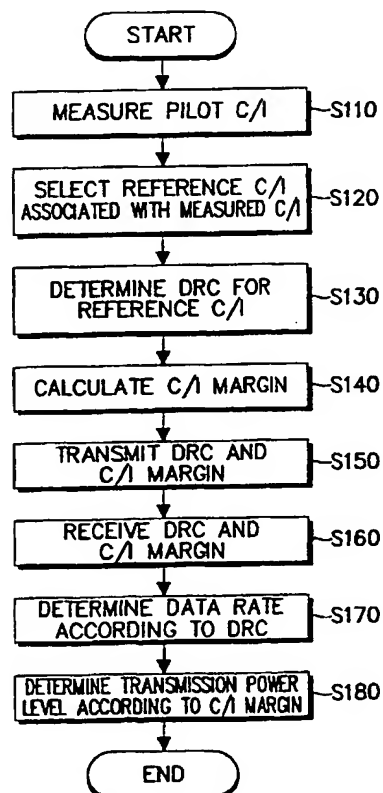 START
MEASURE PILOT C/I
S110
SELECT REFERENCE C/I
ASSOCIATED WITH MEASURED C/I
S120
DETERMINE DRC FOR
REFERENCE C/I
S130
CALCULATE C/I MARGIN
S140
TRANSMIT DRC AND
C/I MARGIN
S150
RECEIVE DRC AND
C/I MARGIN
S160
DETERMINE DATA RATE
ACCORDING TO DRC
S170
DETERMINE TRANSMISSION POWER
LEVEL ACCORDING TO C/I MARGIN
S180
END